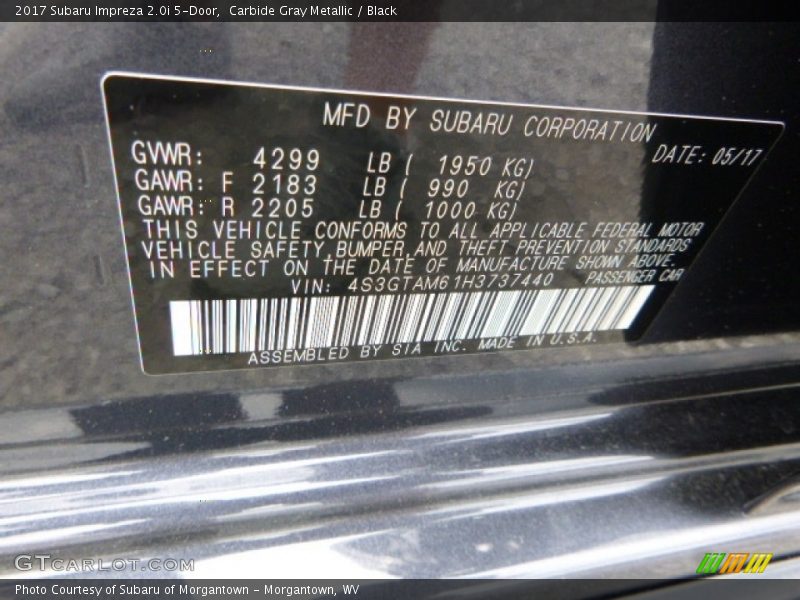 2017 Subaru Impreza 2.0i 5-Door,  Carbide Gray Metallic / Black
MFD BY SUBARU CORPORATION
GVWR: 4299 LB ( 1950 KG) DATE: 05/17
GAWR: F 2183 LB ( 990 KG)
GAWR: R 2205 LB ( 1000 KG)
THIS VEHICLE CONFORMS TO ALL APPLICABLE FEDERAL MOTOR
VEHICLE SAFETY,BUMPER,AND THEFT PREVENTION STANDARDS
IN EFFECT ON THE DATE OF MANUFACTURE SHOWN ABOVE.
VIN: 4S3GTAM61H3737440 PASSENGER CAR
ASSEMBLED BY SIA INC. MADE IN U.S.A.
GTCARLOT.COM
Photo Courtesy of Subaru of Morgantown - Morgantown, WV